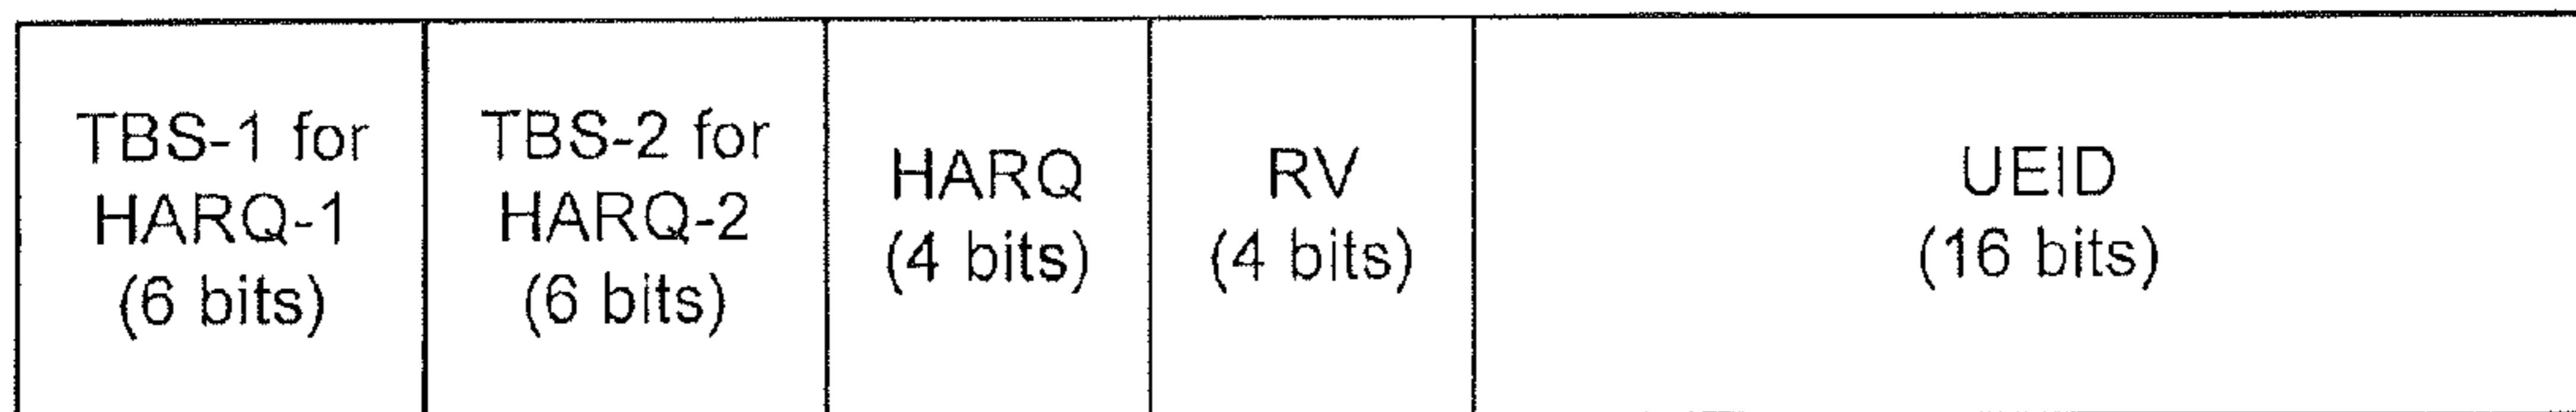 TBS-1 for
HARQ-1
(6 bits)
TBS-2 for
HARQ-2
(6 bits)
HARQ
(4 bits)
RV
(4 bits)
UEID
(16 bits)